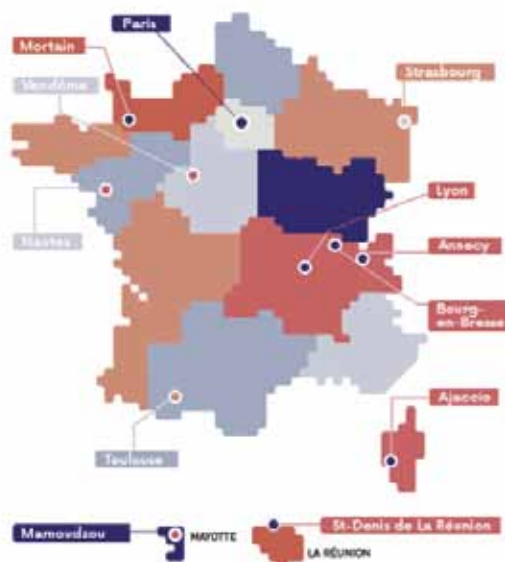 Paris
Mortain
Vendôme
Strasbourg
Lyon
Nantes
Annecy
Bourg-
en-Bresse
Ajaccio
Toulouse
Mamoudzou
MAYOTTE
St-Denis de La Réunion
LA RÉUNION